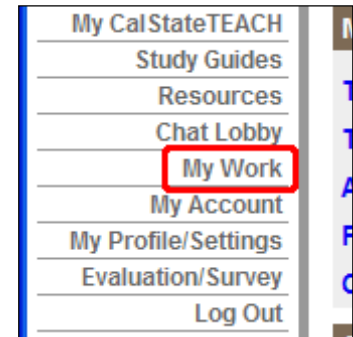 My CalStateTEACH
Study Guides
Resources
Chat Lobby
My Work
My Account
My Profile/Settings
Evaluation/Survey
Log Out